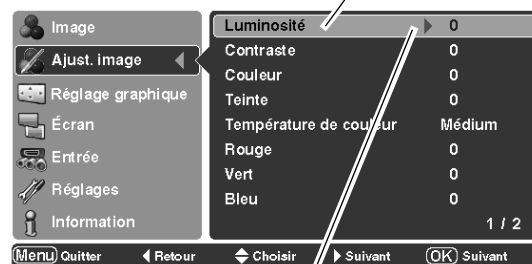 Image
Ajust. image
Réglage graphique
Écran
Entrée
Réglages
Information
Luminosité 0
Contraste 0
Couleur 0
Teinte 0
Température de couleur Médium
Rouge 0
Vert 0
Bleu 0
1 / 2
Menu Quitter Retour Choisir Suivant OK Suivant